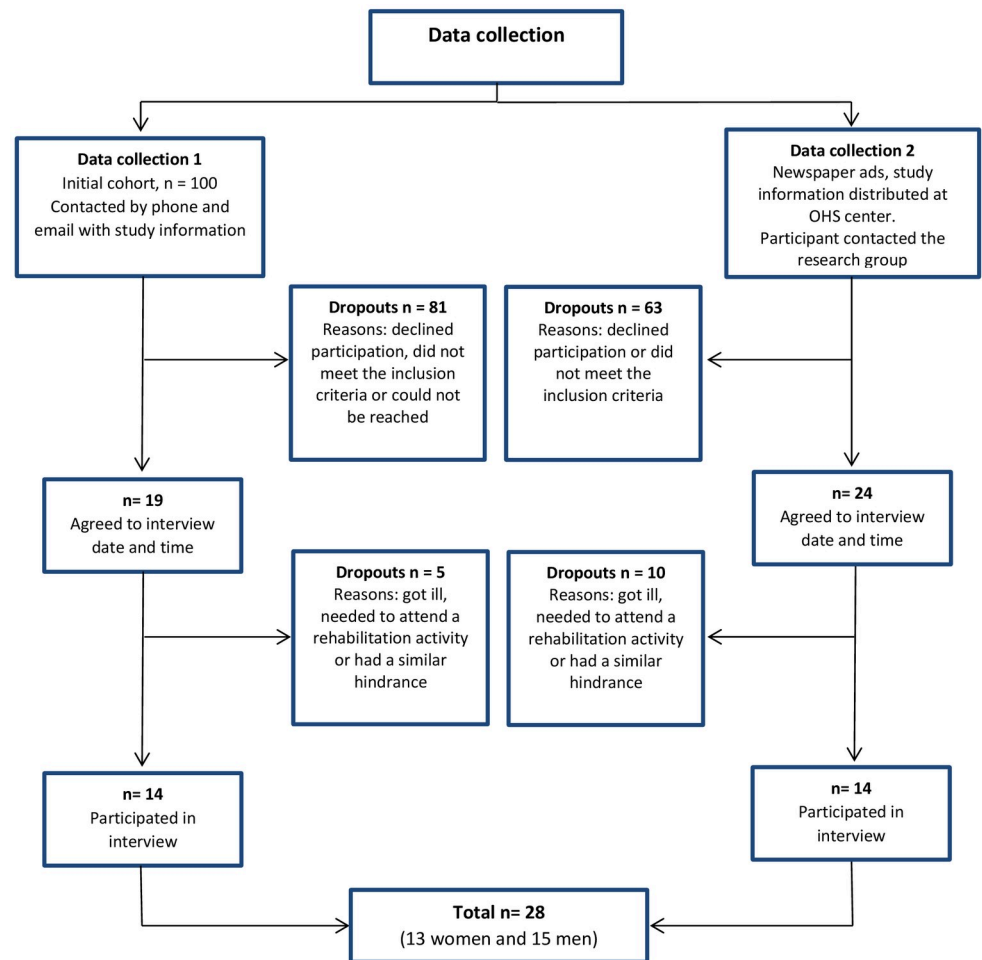 Data collection
Data collection 1
Initial cohort, n = 100
Contacted by phone and
email with study information
Data collection 2
Newspaper ads, study
information distributed at
OHS center.
Participant contacted the
research group
Dropouts n = 81
Reasons: declined
participation, did not
meet the inclusion
criteria or could not
be reached
Dropouts n = 63
Reasons: declined
participation or did
not meet the
inclusion criteria
n= 19
Agreed to interview
date and time
n= 24
Agreed to interview
date and time
Dropouts n = 5
Reasons: got ill,
needed to attend a
rehabilitation activity
or had a similar
hindrance
Dropouts n = 10
Reasons: got ill,
needed to attend a
rehabilitation activity
or had a similar
hindrance
n= 14
Participated in
interview
n= 14
Participated in
interview
Total n= 28
(13 women and 15 men)